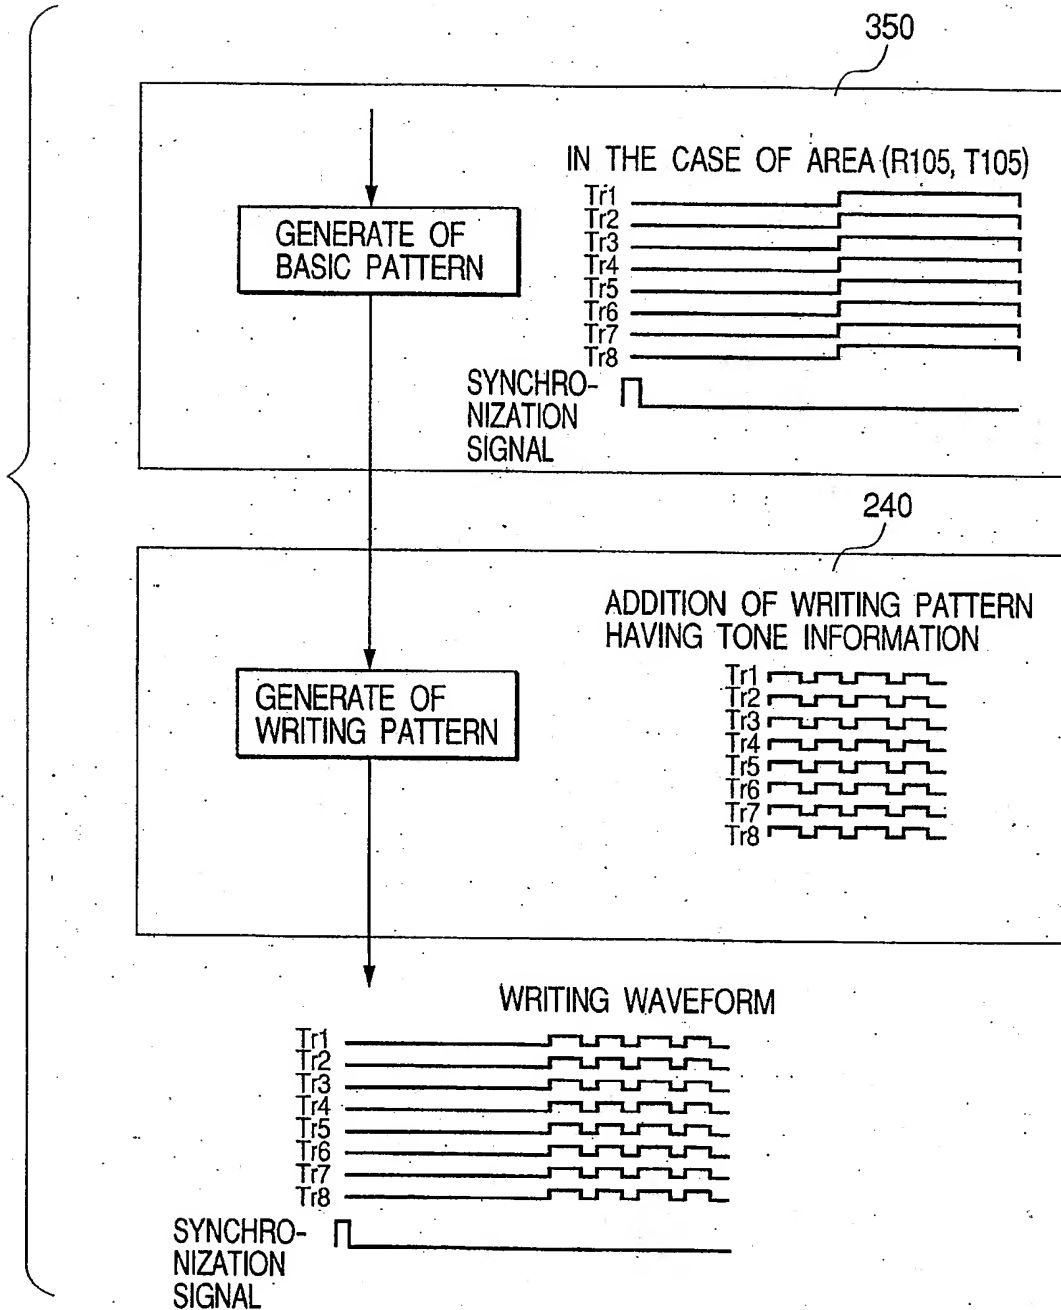 350
IN THE CASE OF AREA (R105, T105)
Tr1
Tr2
Tr3
Tr4
Tr5
Tr6
Tr7
Tr8
GENERATE OF
BASIC PATTERN
SYNCHRO-
NIZATION
SIGNAL
240
ADDITION OF WRITING PATTERN
HAVING TONE INFORMATION
Tr1
Tr2
Tr3
Tr4
Tr5
Tr6
Tr7
Tr8
GENERATE OF
WRITING PATTERN
WRITING WAVEFORM
Tr1
Tr2
Tr3
Tr4
Tr5
Tr6
Tr7
Tr8
SYNCHRO-
NIZATION
SIGNAL